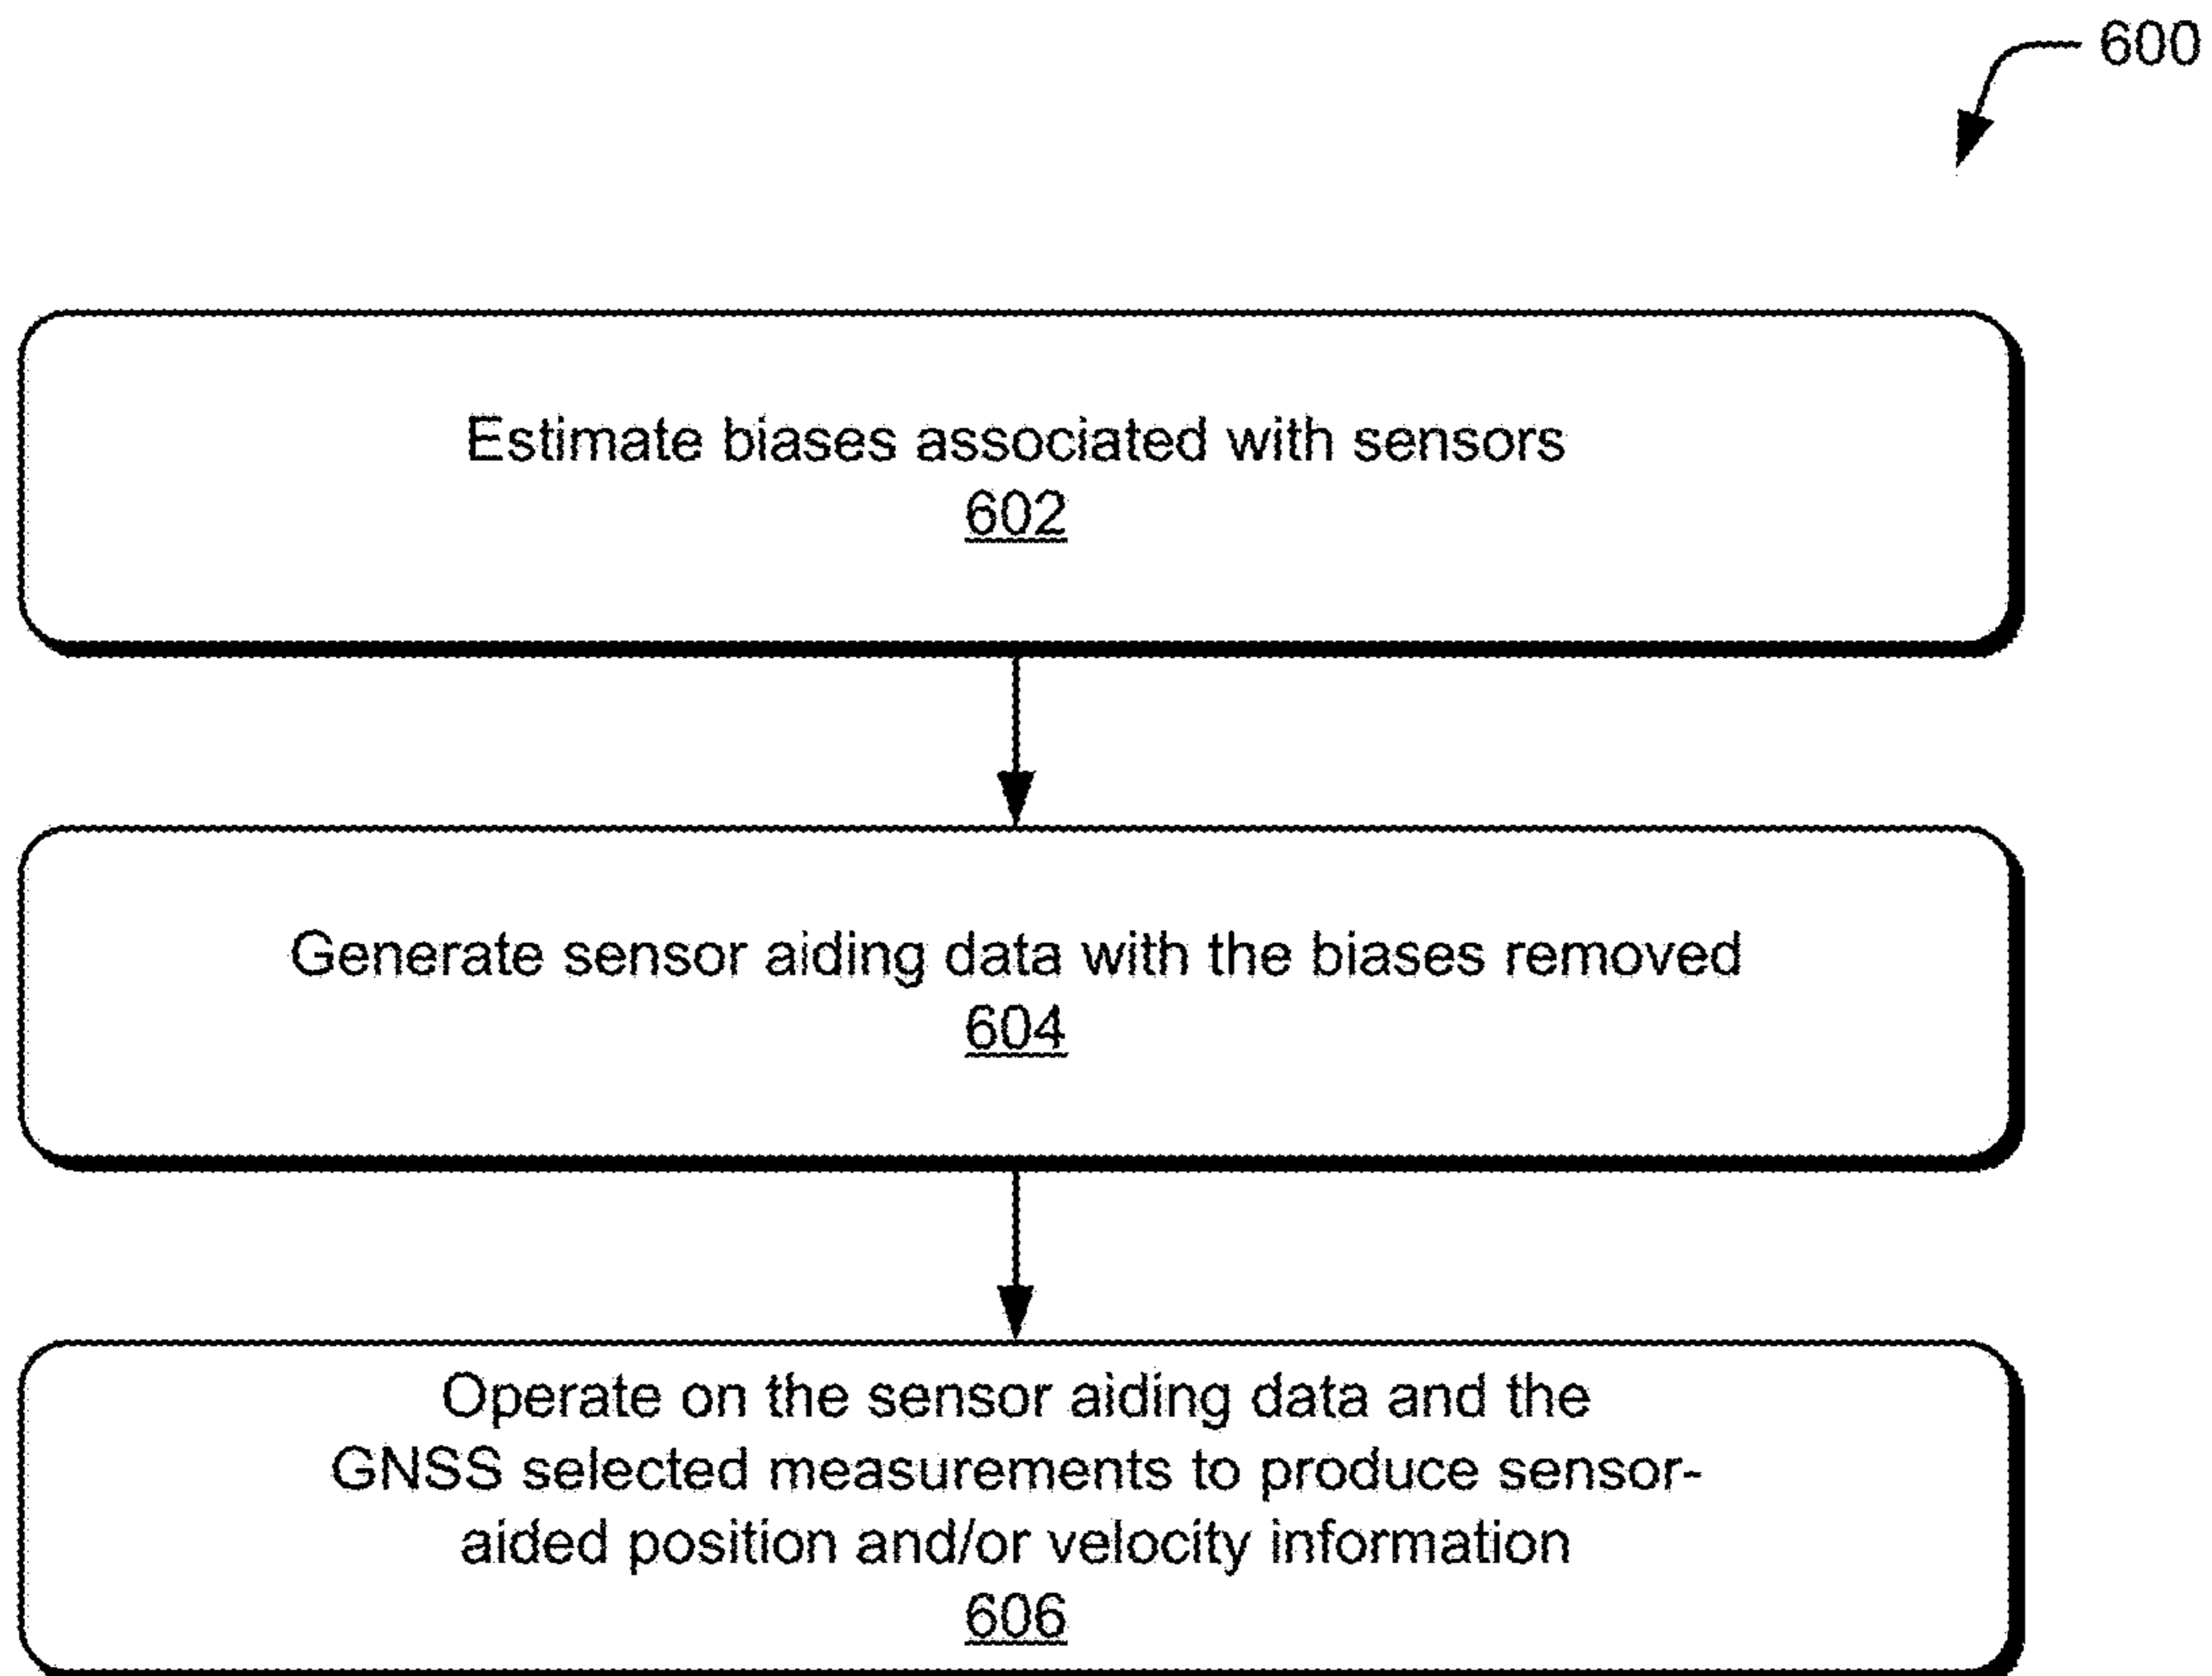 600
Estimate biases associated with sensors
602
Generate sensor aiding data with the biases removed
604
Operate on the sensor aiding data and the
GNSS selected measurements to produce sensor-
aided position and/or velocity information
606